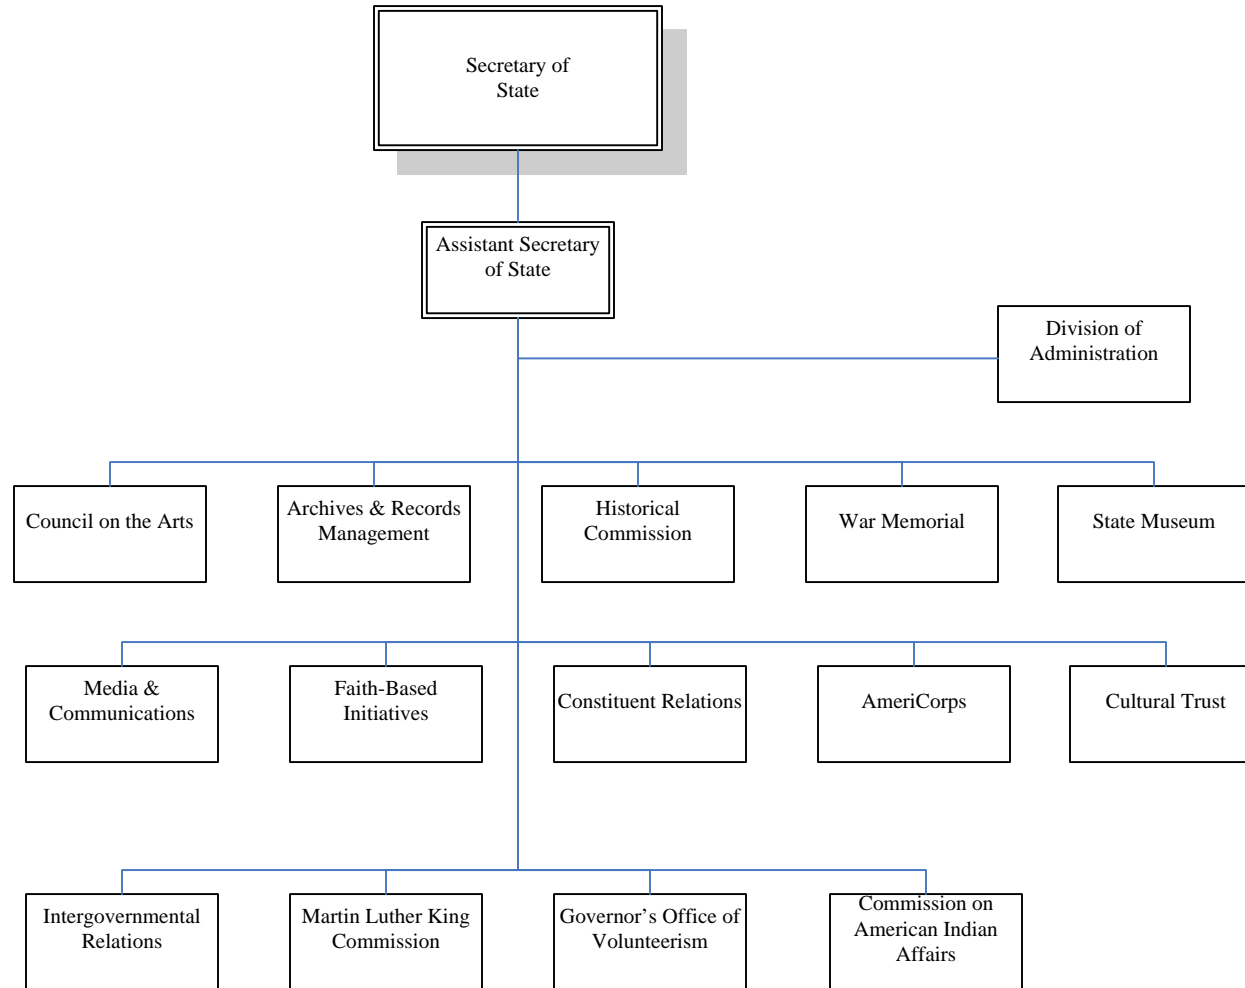 Secretary of
State
Assistant Secretary
of State
Division of
Administration
Council on the Arts
Archives & Records
Management
Historical
Commission
War Memorial
State Museum
Media &
Communications
Faith-Based
Initiatives
Constituent Relations
AmeriCorps
Cultural Trust
Intergovernmental
Relations
Martin Luther King
Commission
Governor’s Office of
Volunteerism
Commission on
American Indian
Affairs